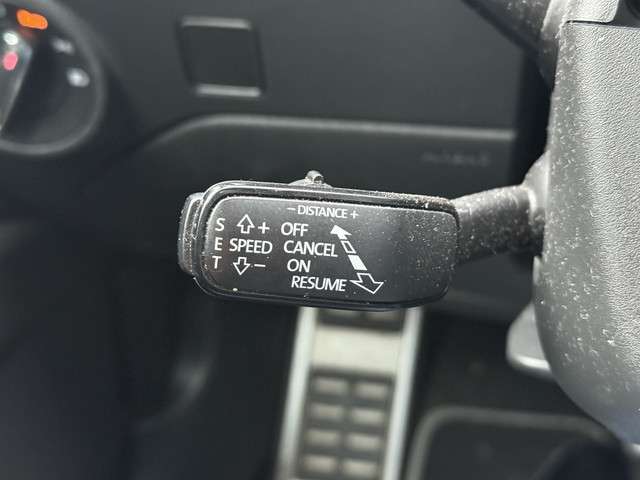 − DISTANCE +
S + OFF
E SPEED CANCEL
T − ON
RESUME